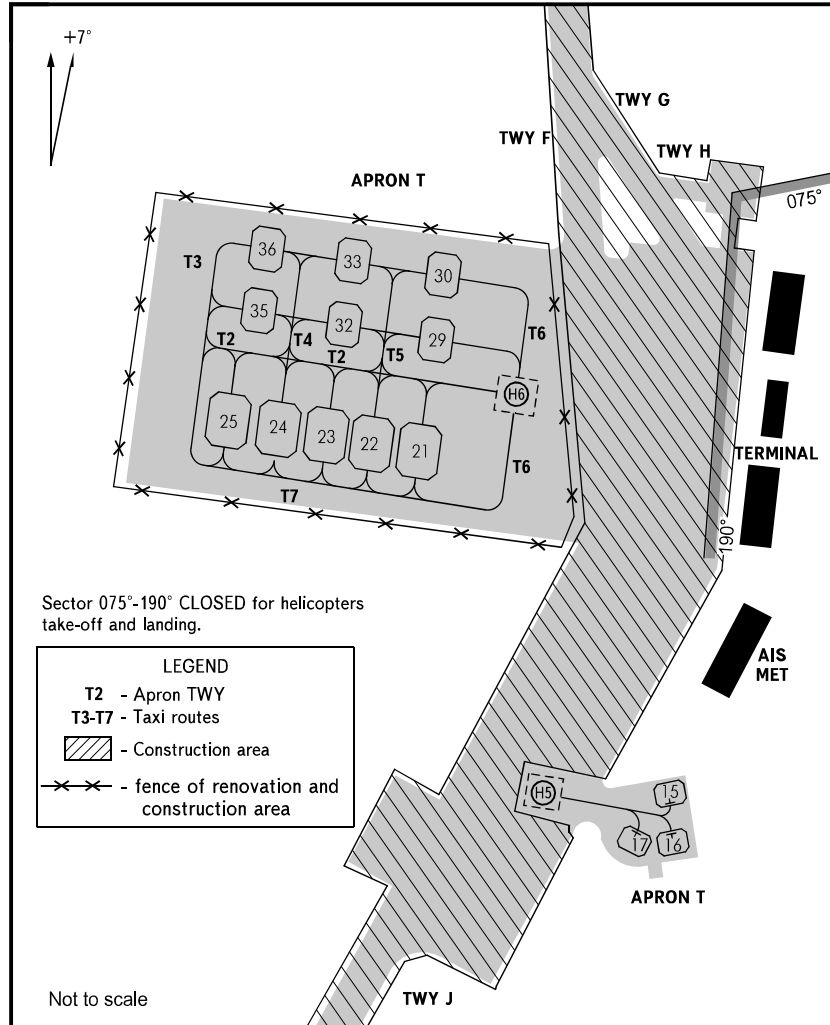 +7°
TWY G
TWY F
TWY H
APRON T
075°
36
33
30
T3
35
32
29
T6
T2
T4
T2
T5
H6
25
24
23
22
21
T6
T7
TERMINAL
190°
Sector 075°-190° CLOSED for helicopters
take-off and landing.
AIS
MET
LEGEND
T2 - Apron TWY
T3-T7 - Taxi routes
- Construction area
- fence of renovation and
construction area
H5
15
17
16
APRON T
Not to scale
TWY J